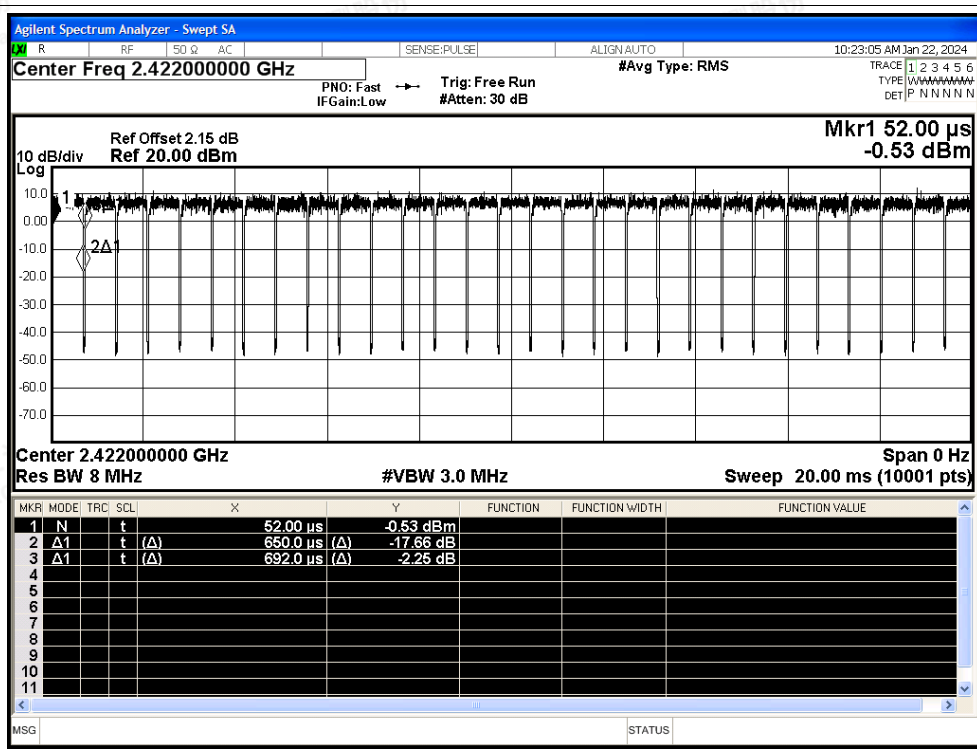 Agilent Spectrum Analyzer - Swept SA
LXI R RF 50 Ω AC SENSE:PULSE ALIGN AUTO 10:23:05 AM Jan 22, 2024
Center Freq 2.422000000 GHz #Avg Type: RMS TRACE 1 2 3 4 5 6
PNO: Fast Trig: Free Run TYPE W
IFGain:Low #Atten: 30 dB DET P N N N N N
Mkr1 52.00 µs
Ref Offset 2.15 dB
10 dB/div Ref 20.00 dBm -0.53 dBm
Log
10.0 1
0.00
-10.0 2Δ1
-20.0
-30.0
-40.0
-50.0
-60.0
-70.0
Center 2.422000000 GHz Span 0 Hz
Res BW 8 MHz #VBW 3.0 MHz Sweep 20.00 ms (10001 pts)
MKR MODE TRC SCL X Y FUNCTION FUNCTION WIDTH FUNCTION VALUE
1 N t 52.00 µs -0.53 dBm
2 Δ1 t (Δ) 650.0 µs (Δ) -17.66 dB
3 Δ1 t (Δ) 692.0 µs (Δ) -2.25 dB
4
5
6
7
8
9
10
11
MSG STATUS